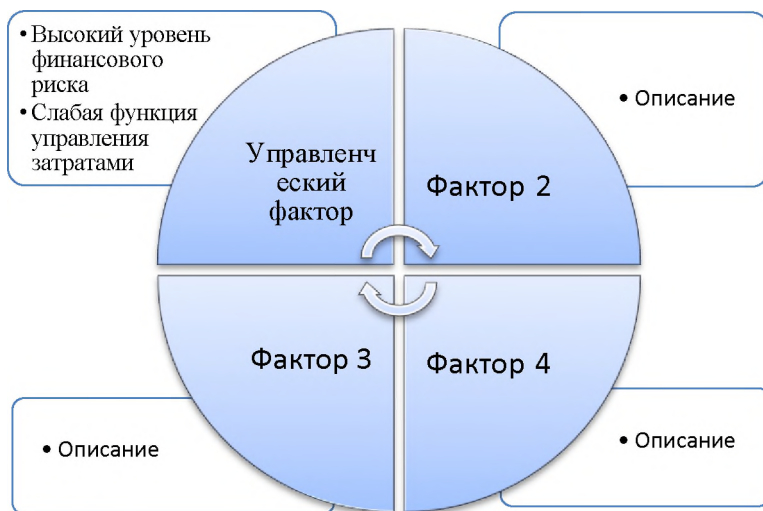 • Высокий уровень
финансового
риска
• Слабая функция
управления
затратами
Управленч
еский
фактор
Фактор 2
• Описание
Фактор 3
Фактор 4
• Описание
• Описание